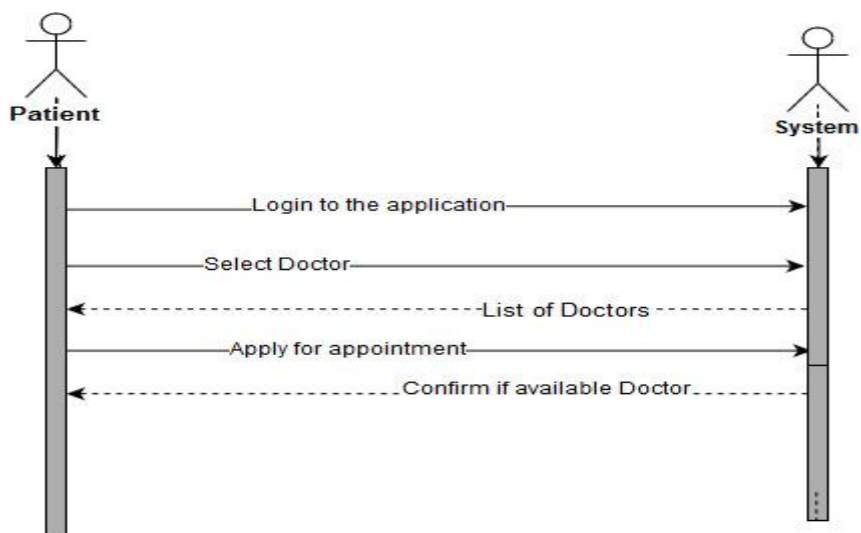 Patient
System
Login to the application
Select Doctor
List of Doctors
Apply for appointment
Confirm if available Doctor